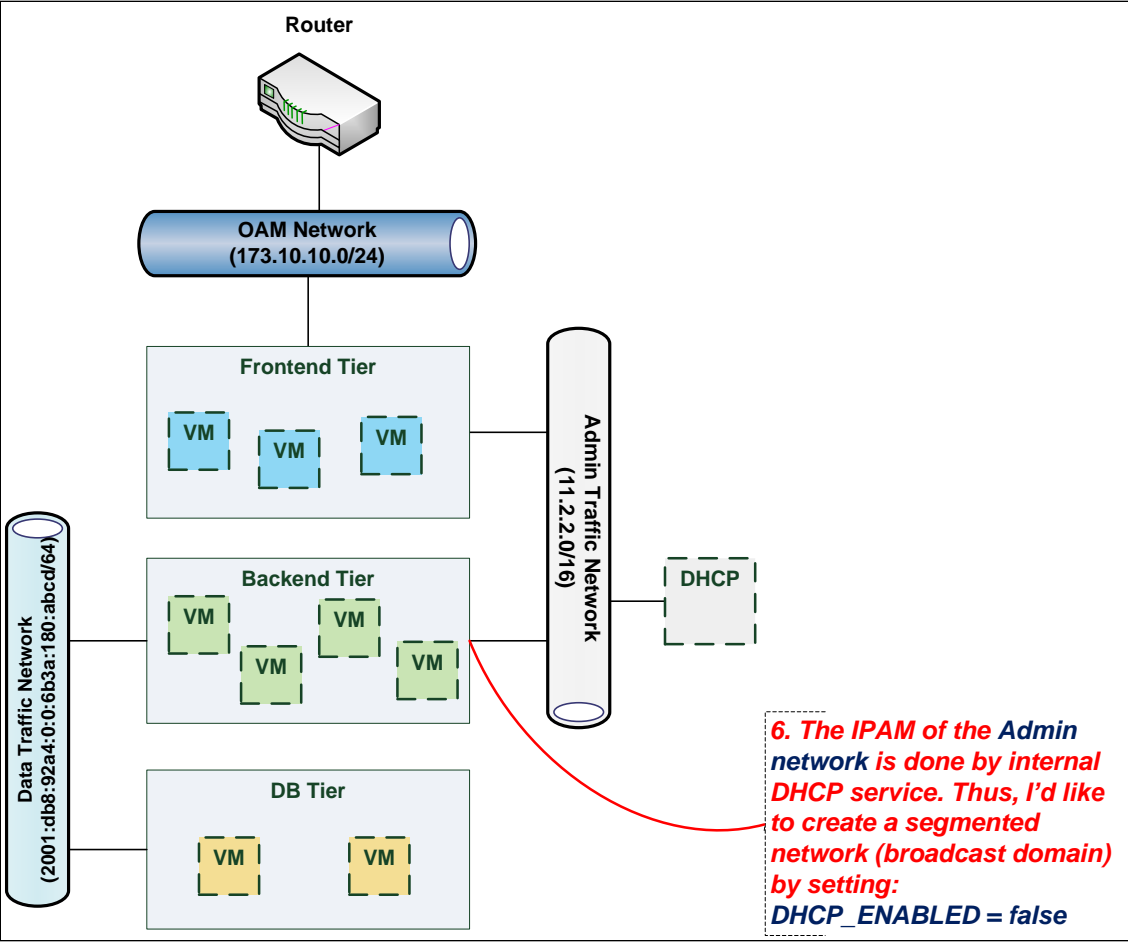 Router
OAM Network
(173.10.10.0/24)
Frontend Tier
VM
VM
VM
Admin Traffic Network
(11.2.2.0/16)
DHCP
Backend Tier
VM
VM
VM
VM
Data Traffic Network
(2001:db8:92a4:0:0:6b3a:180:abcd/64)
DB Tier
VM
VM
6. The IPAM of the Admin
network is done by internal
DHCP service. Thus, I’d like
to create a segmented
network (broadcast domain)
by setting:
DHCP_ENABLED = false